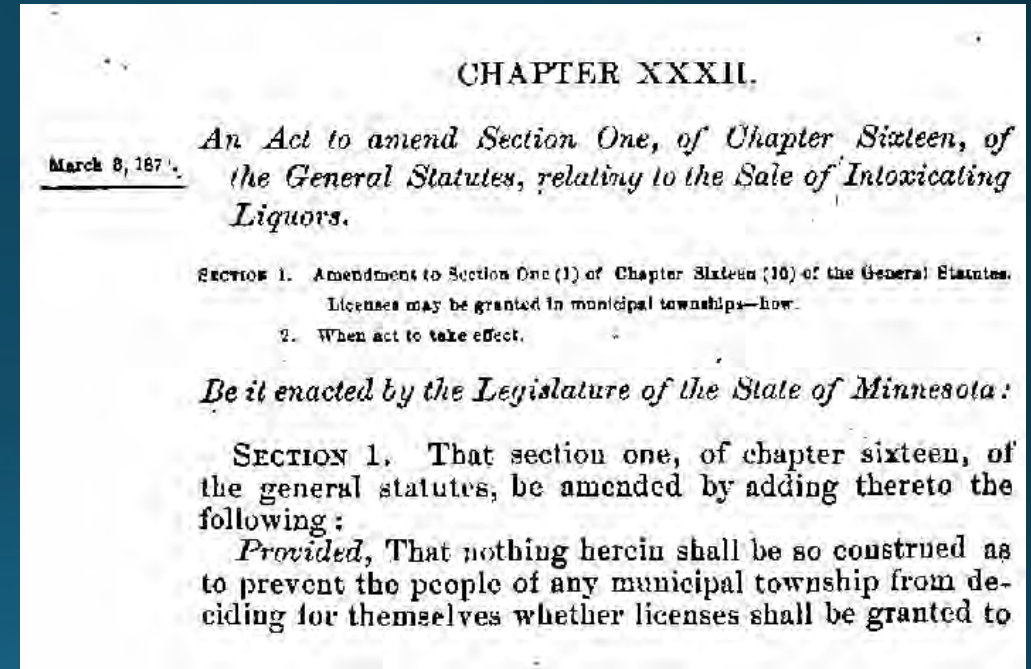 CHAPTER XXXII.
An Act to amend Section One, of Chapter Sixteen, of
March 8, 187
the General Statutes, relating to the Sale of Intoxicating
Liquors.
SECTION 1. Amendment to Section One (1) of Chapter Sixteen (16) of the General Statutes.
Licenses may be granted in municipal townships—how.
2. When act to take effect.
Be it enacted by the Legislature of the State of Minnesota:
SECTION 1. That section one, of chapter sixteen, of
the general statutes, be amended by adding thereto the
following:
Provided, That nothing herein shall be so construed as
to prevent the people of any municipal township from de-
ciding for themselves whether licenses shall be granted to